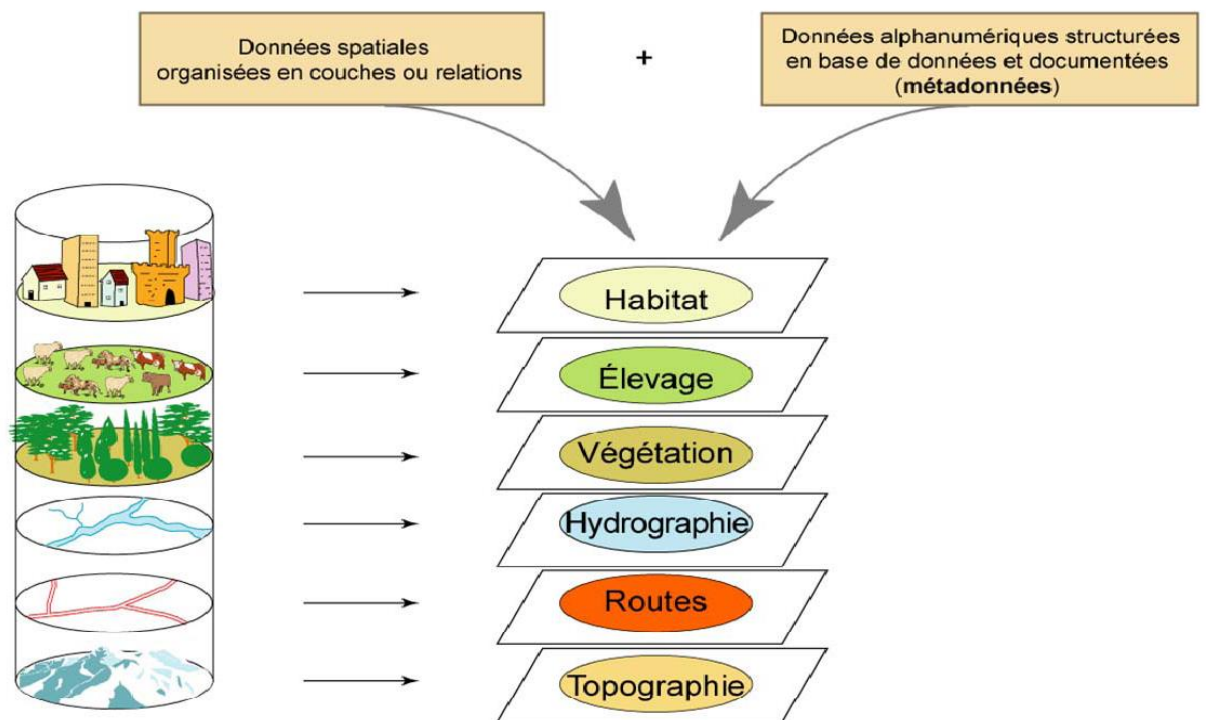 Données spatiales
organisées en couches ou relations
+
Données alphanumériques structurées
en base de données et documentées
(métadonnées)
Habitat
Élevage
Végétation
Hydrographie
Routes
Topographie